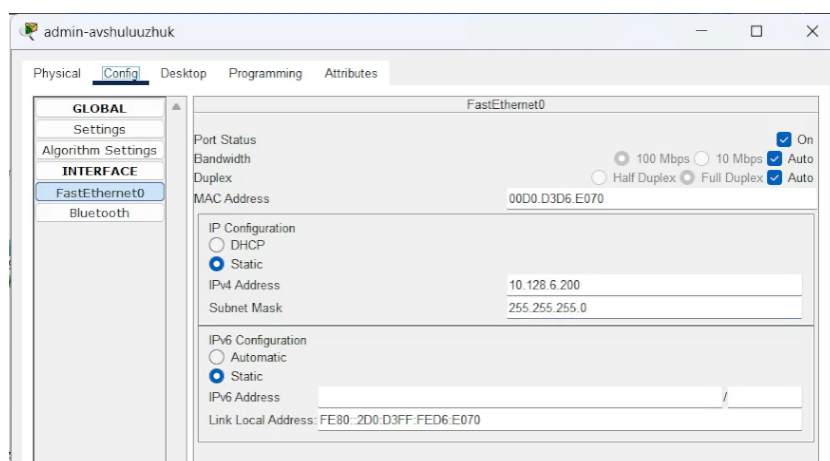 admin-avshuluuzhuk
Physical Config Desktop Programming Attributes
GLOBAL
Settings
Algorithm Settings
INTERFACE
FastEthernet0
Bluetooth
FastEthernet0
Port Status On
Bandwidth 100 Mbps 10 Mbps Auto
Duplex Half Duplex Full Duplex Auto
MAC Address 00D0.D3D6.E070
IP Configuration
DHCP
Static
IPv4 Address 10.128.6.200
Subnet Mask 255.255.255.0
IPv6 Configuration
Automatic
Static
IPv6 Address /
Link Local Address: FE80::2D0:D3FF:FED6:E070